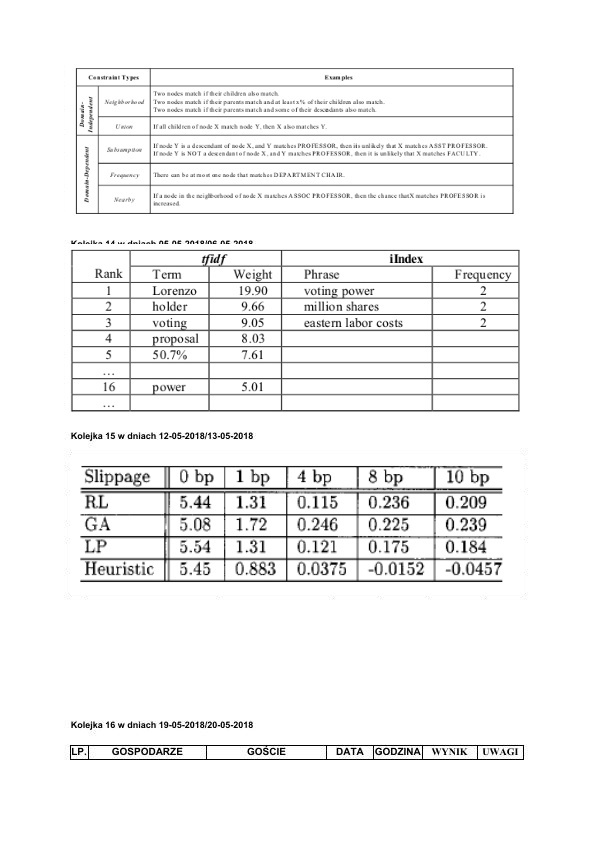 Constraint Types Examples
Domain-Independent
Neighborhood
Two nodes match if their children also match.
Two nodes match if their parents match and at least x% of their children also match.
Two nodes match if their parents match and some of their descendants also match.
Union If all children of node X match node Y, then X also matches Y.
Domain-Dependent
Subsumption
If node Y is a descendant of node X, and Y matches PROFESSOR, then it is unlikely that X matches ASST PROFESSOR.
If node Y is NOT a descendant of node X, and Y matches PROFESSOR, then it is unlikely that X matches FACULTY.
Frequency There can be at most one node that matches DEPARTMENT CHAIR.
Nearby
If a node in the neighborhood of node X matches ASSOC PROFESSOR, then the chance that X matches PROFESSOR is
increased.
Kolejka 14 w dniach 05-05-2018/06-05-2018
tfidf iIndex
Rank Term Weight Phrase Frequency
1 Lorenzo 19.90 voting power 2
2 holder 9.66 million shares 2
3 voting 9.05 eastern labor costs 2
4 proposal 8.03
5 50.7% 7.61
…
16 power 5.01
…
Kolejka 15 w dniach 12-05-2018/13-05-2018
Slippage 0 bp 1 bp 4 bp 8 bp 10 bp
RL 5.44 1.31 0.115 0.236 0.209
GA 5.08 1.72 0.246 0.225 0.239
LP 5.54 1.31 0.121 0.175 0.184
Heuristic 5.45 0.883 0.0375 -0.0152 -0.0457
Kolejka 16 w dniach 19-05-2018/20-05-2018
LP. GOSPODARZE GOŚCIE DATA GODZINA WYNIK UWAGI